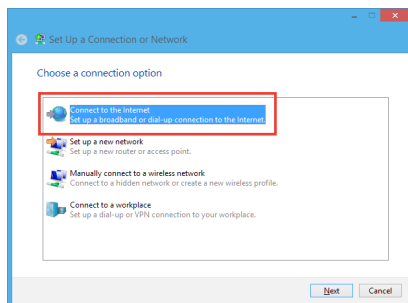 Set Up a Connection or Network
Choose a connection option
Connect to the Internet
Set up a broadband or dial-up connection to the Internet.
Set up a new network
Set up a new router or access point.
Manually connect to a wireless network
Connect to a hidden network or create a new wireless profile.
Connect to a workplace
Set up a dial-up or VPN connection to your workplace.
Next Cancel